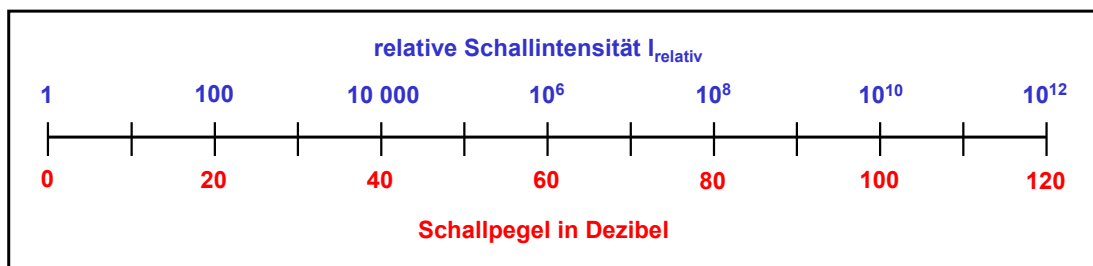 relative Schallintensität I_relativ
1 100 10 000 10⁶ 10⁸ 10¹⁰ 10¹²
0 20 40 60 80 100 120
Schallpegel in Dezibel